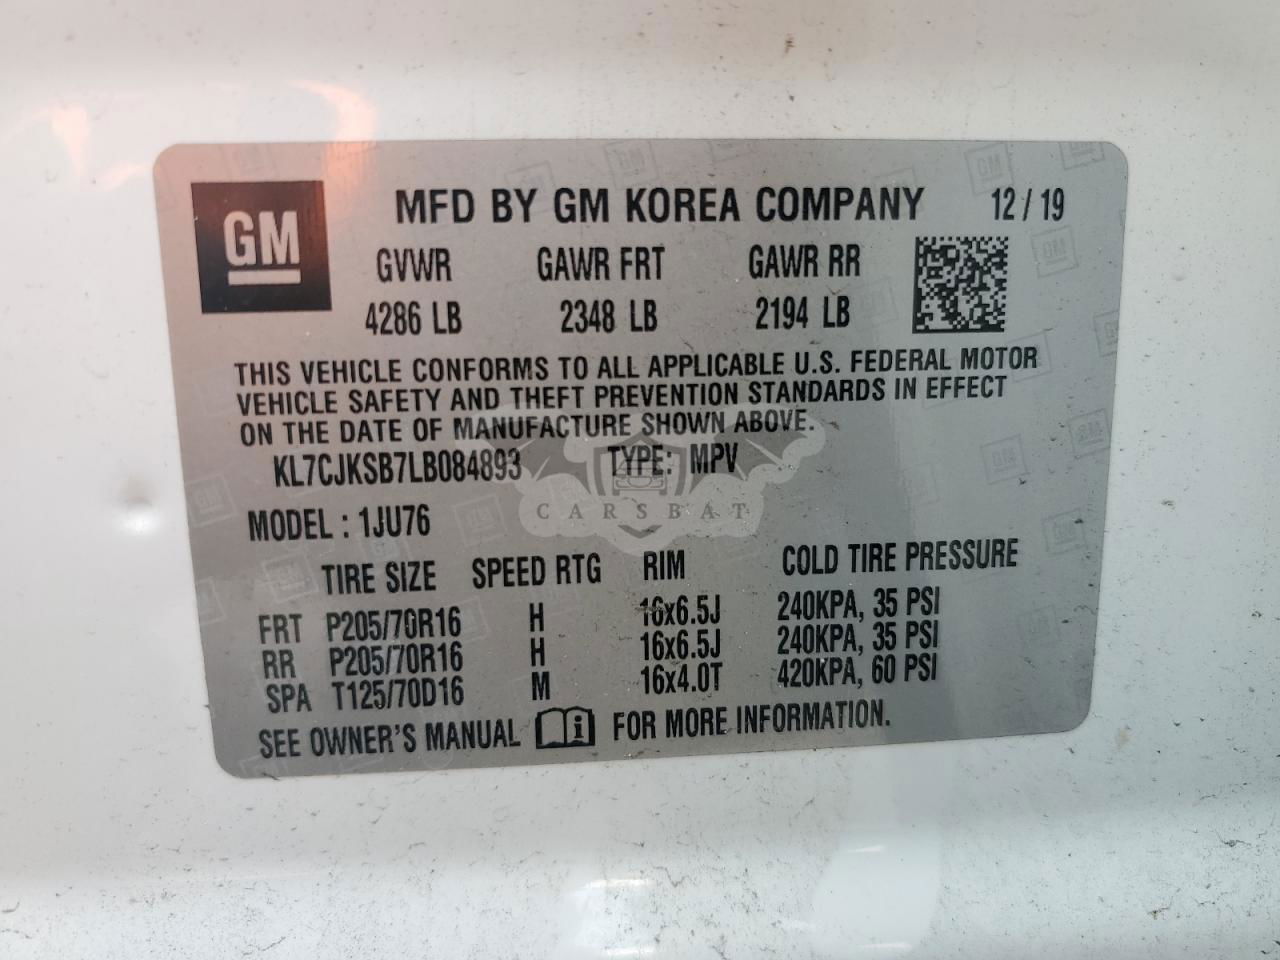 GM
MFD BY GM KOREA COMPANY 12/19
GVWR GAWR FRT GAWR RR
4286 LB 2348 LB 2194 LB
THIS VEHICLE CONFORMS TO ALL APPLICABLE U.S. FEDERAL MOTOR
VEHICLE SAFETY AND THEFT PREVENTION STANDARDS IN EFFECT
ON THE DATE OF MANUFACTURE SHOWN ABOVE.
KL7CJKSB7LB084893 TYPE: MPV
CARSBAT
MODEL : 1JU76
TIRE SIZE SPEED RTG RIM COLD TIRE PRESSURE
FRT P205/70R16 H 16x6.5J 240KPA, 35 PSI
RR P205/70R16 H 16x6.5J 240KPA, 35 PSI
SPA T125/70D16 M 16x4.0T 420KPA, 60 PSI
SEE OWNER'S MANUAL i FOR MORE INFORMATION.